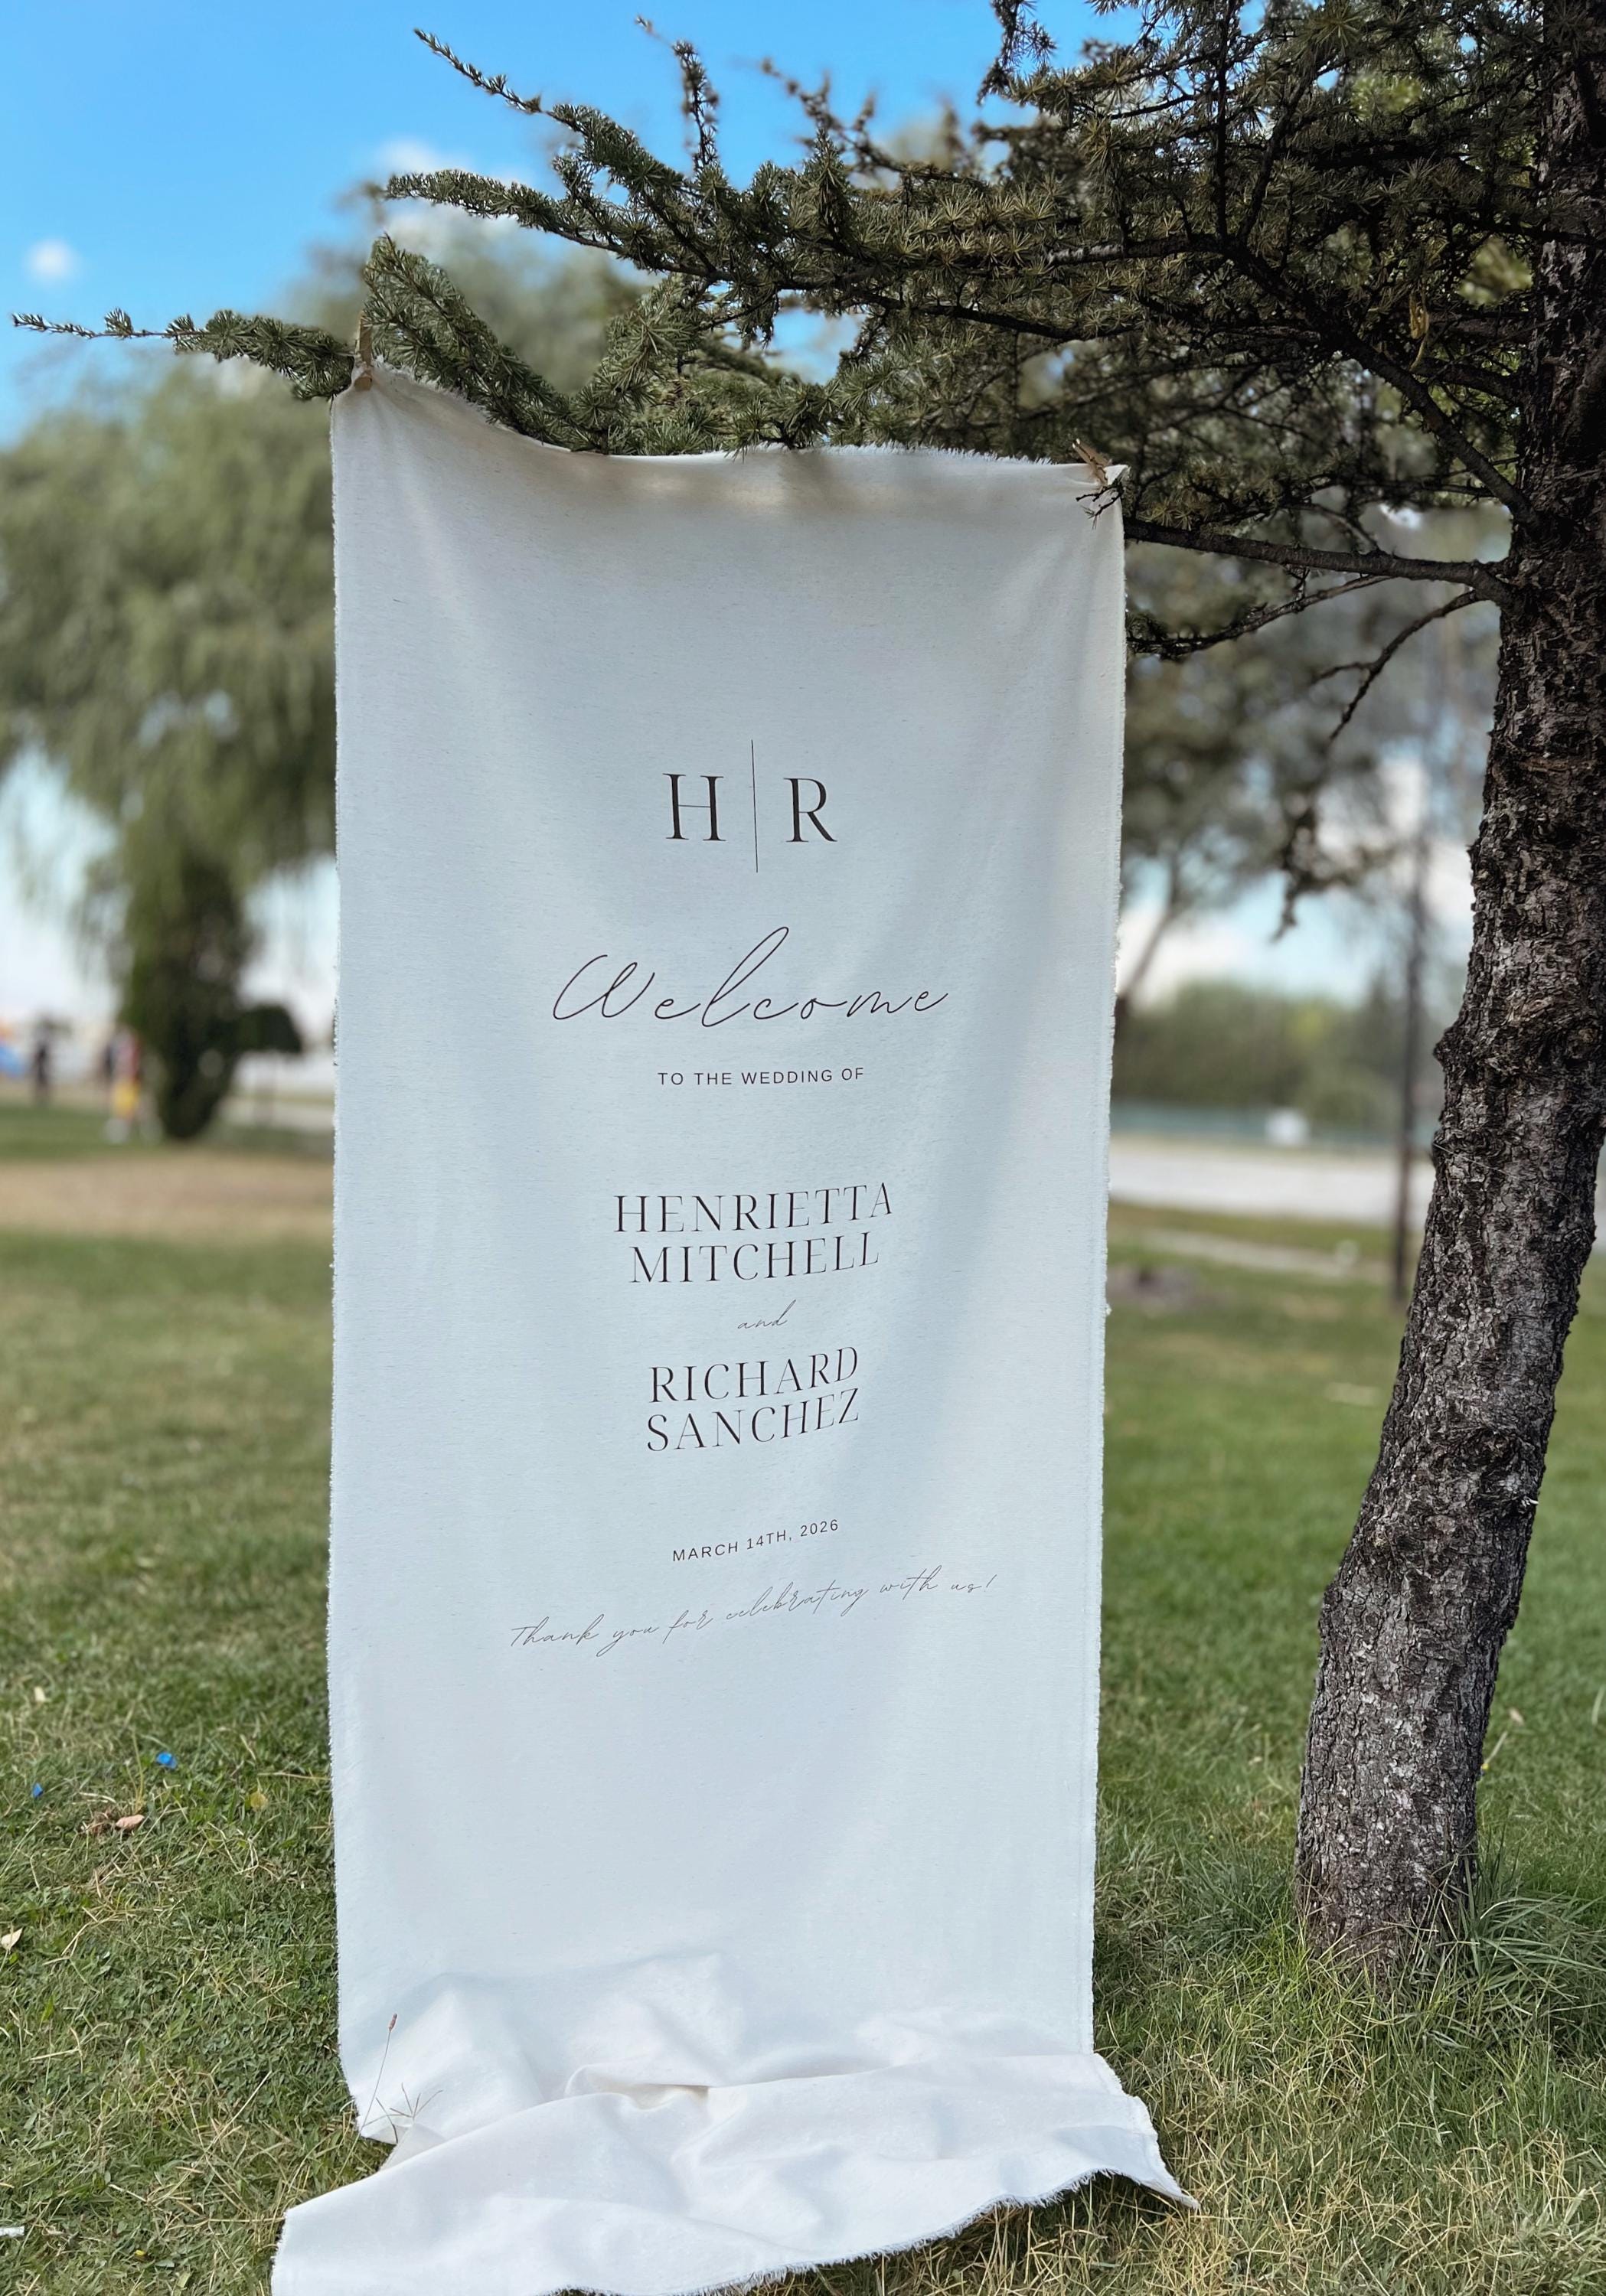 H | R
Welcome
TO THE WEDDING OF
HENRIETTA
MITCHELL
and
RICHARD
SANCHEZ
MARCH 14TH, 2026
Thank you for celebrating with us!